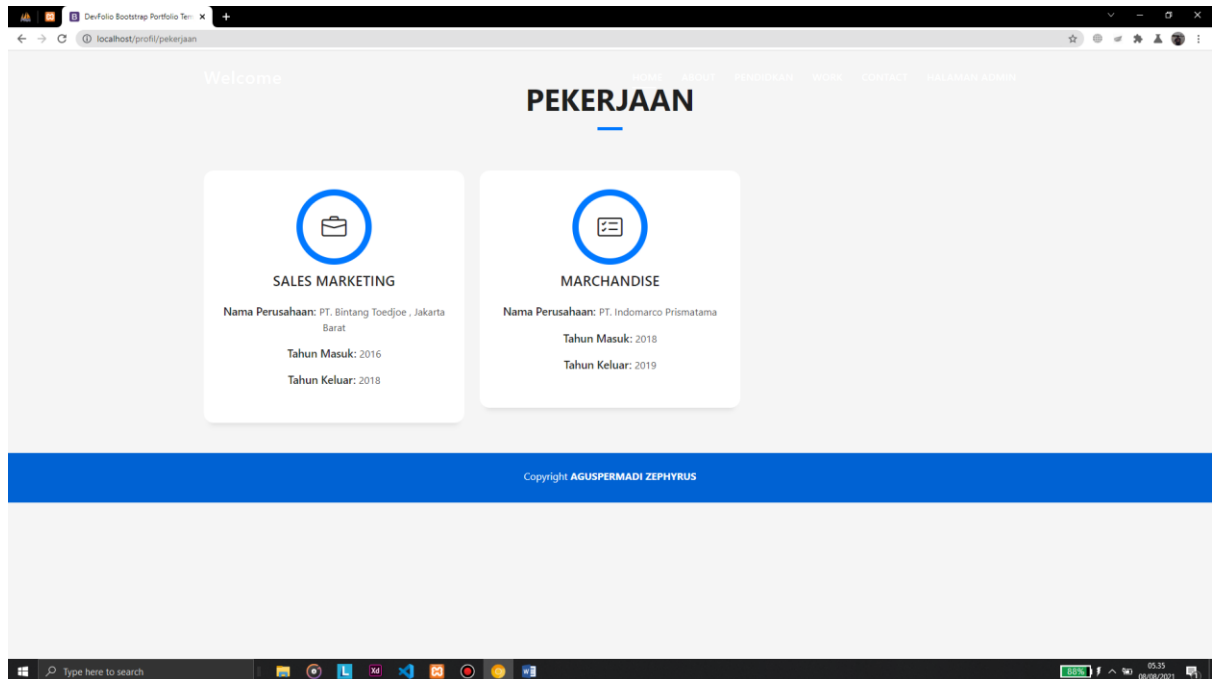 DevFolio Bootstrap Portfolio Tem
localhost/profil/pekerjaan
Welcome
HOME ABOUT PENDIDIKAN WORK CONTACT HALAMAN ADMIN
PEKERJAAN
SALES MARKETING
Nama Perusahaan: PT. Bintang Toedjoe , Jakarta
Barat
Tahun Masuk: 2016
Tahun Keluar: 2018
MARCHANDISE
Nama Perusahaan: PT. Indomarco Prismatama
Tahun Masuk: 2018
Tahun Keluar: 2019
Copyright AGUSPERMADI ZEPHYRUS
Type here to search
L
Xd
88%
05.35
08/08/2021